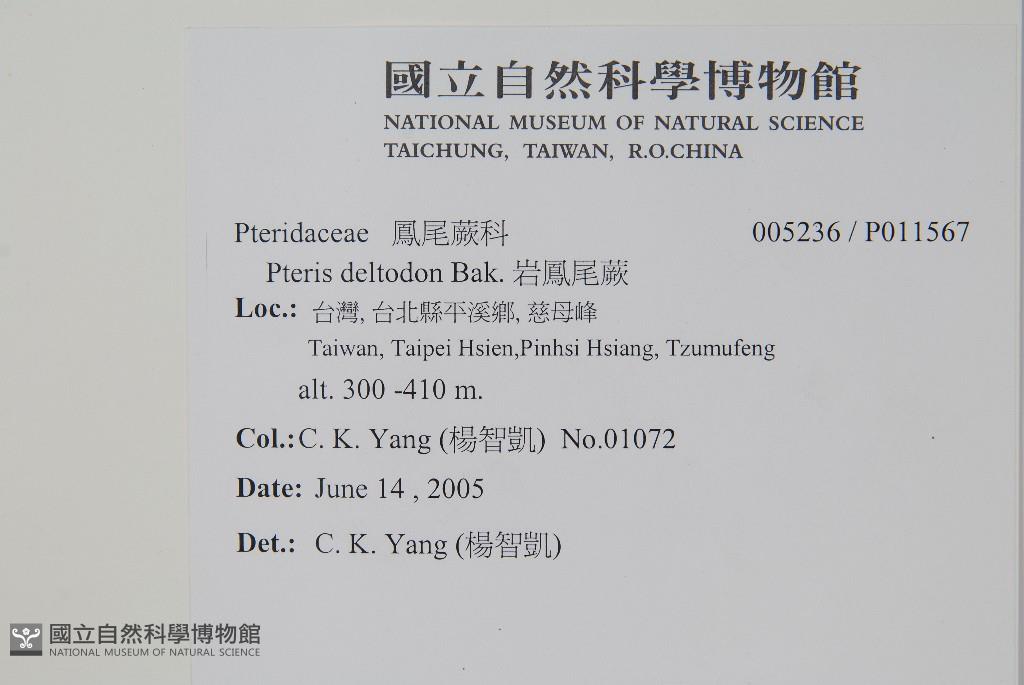 國立自然科學博物館
NATIONAL MUSEUM OF NATURAL SCIENCE
TAICHUNG, TAIWAN, R.O.CHINA
Pteridaceae 鳳尾蕨科 005236 / P011567
Pteris deltodon Bak. 岩鳳尾蕨
Loc.: 台灣, 台北縣平溪鄉, 慈母峰
Taiwan, Taipei Hsien,Pinhsi Hsiang, Tzumufeng
alt. 300 -410 m.
Col.: C. K. Yang (楊智凱) No.01072
Date: June 14 , 2005
Det.: C. K. Yang (楊智凱)
國立自然科學博物館
NATIONAL MUSEUM OF NATURAL SCIENCE